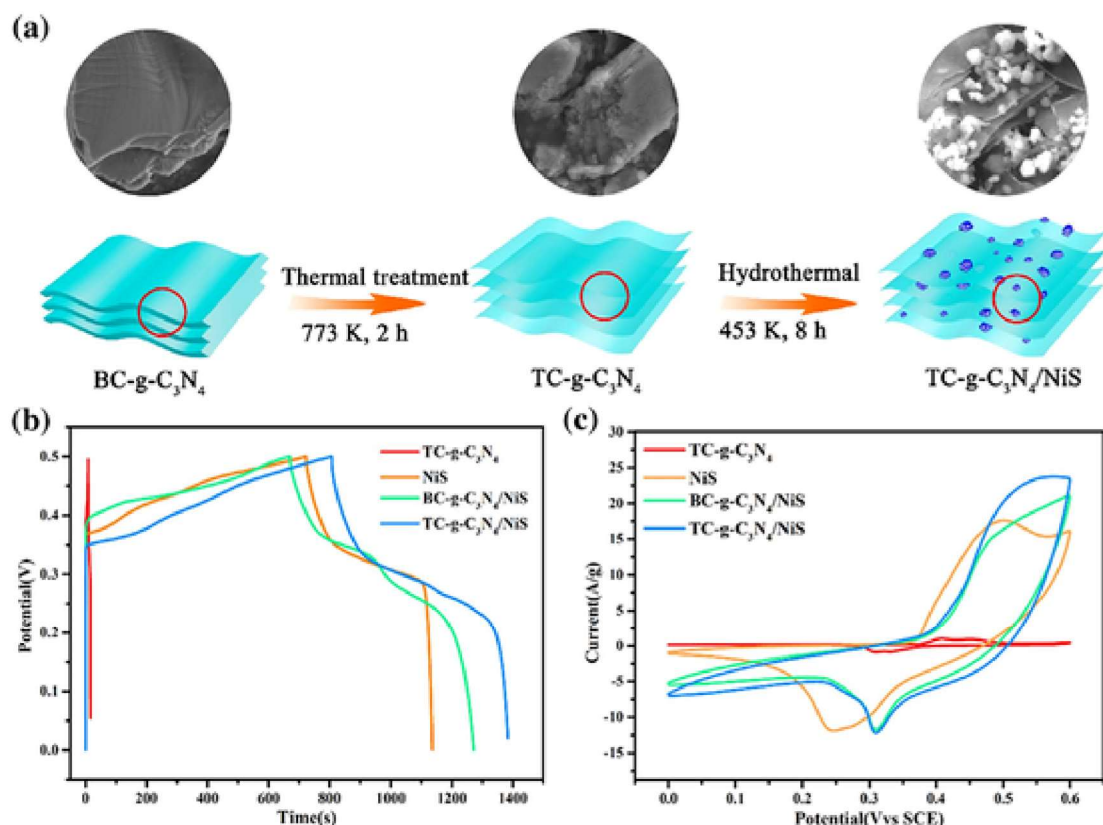 (a)
Thermal treatment
773 K, 2 h
Hydrothermal
453 K, 8 h
BC-g-C₃N₄
TC-g-C₃N₄
TC-g-C₃N₄/NiS
(b)
TC-g-C₃N₄
NiS
BC-g-C₃N₄/NiS
TC-g-C₃N₄/NiS
0.5
0.4
0.3
0.2
0.1
0.0
Potential(V)
0 200 400 600 800 1000 1200 1400
Time(s)
(c)
TC-g-C₃N₄
NiS
BC-g-C₃N₄/NiS
TC-g-C₃N₄/NiS
30
25
20
15
10
5
0
-5
-10
-15
Current(A/g)
0.0 0.1 0.2 0.3 0.4 0.5 0.6
Potential(Vvs SCE)